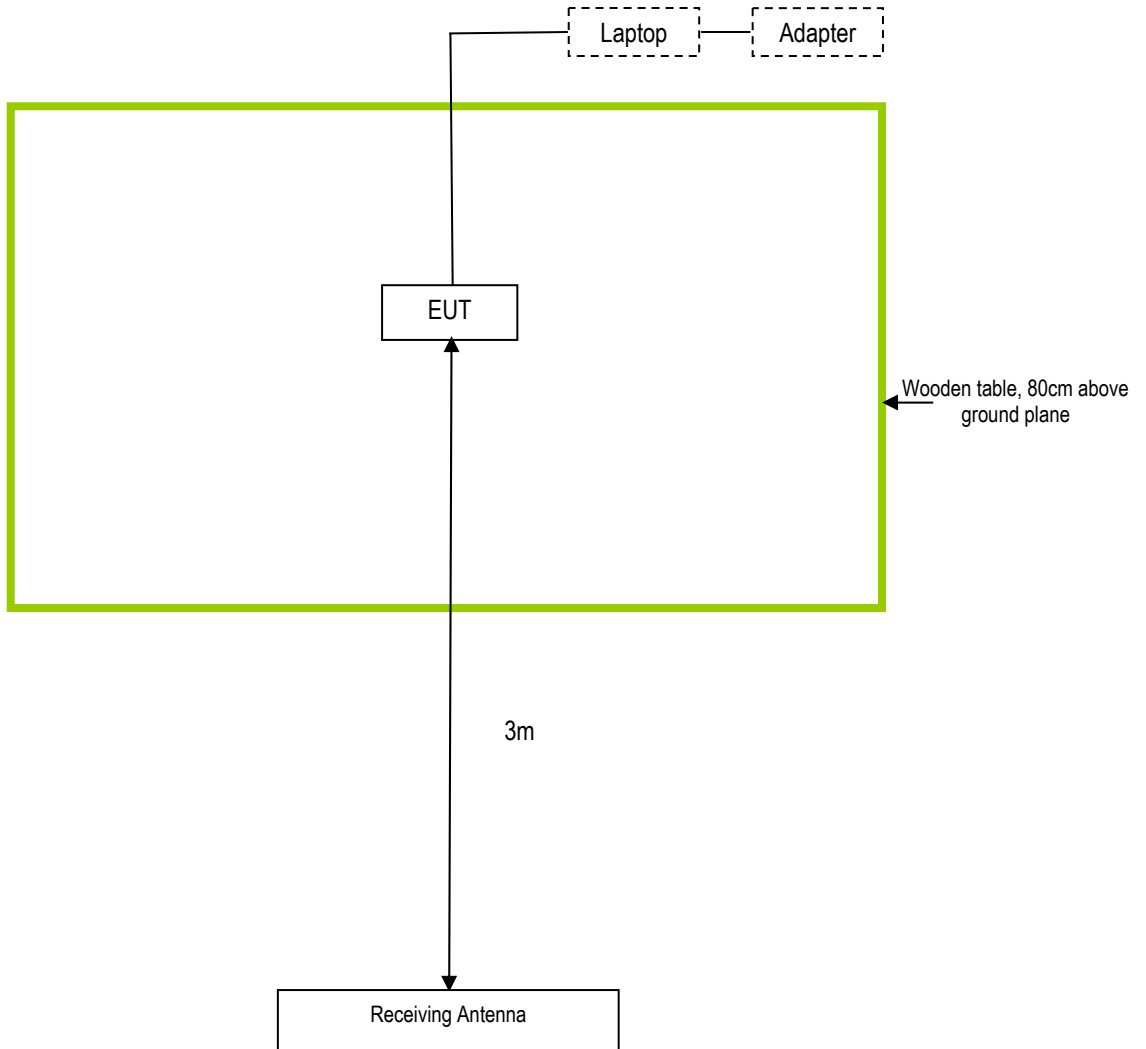 Laptop
Adapter
EUT
Wooden table, 80cm above
ground plane
3m
Receiving Antenna